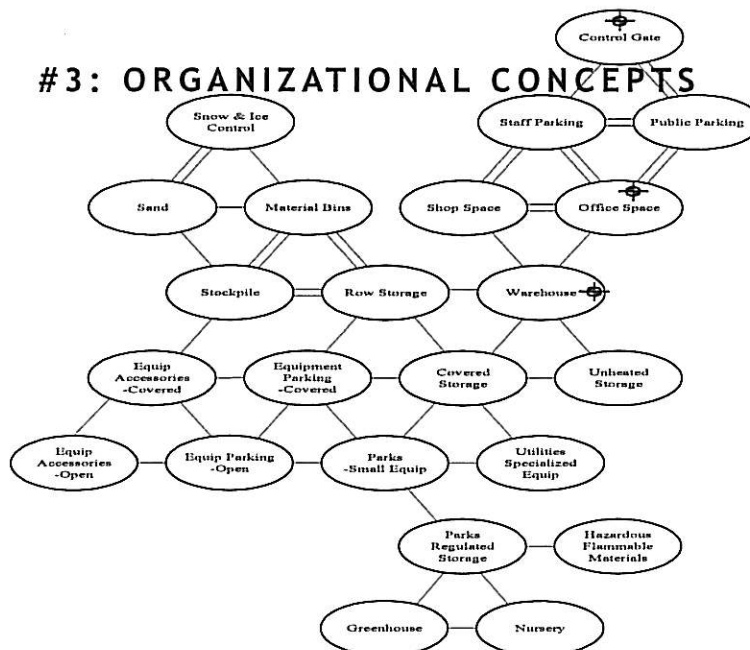 Control Gate
#3: ORGANIZATIONAL CONCEPTS
Snow & Ice
Control
Staff Parking
Public Parking
Sand
Material Bins
Shop Space
Office Space
Stockpile
Row Storage
Warehouse
Equip
Accessories
-Covered
Equipment
Parking
-Covered
Covered
Storage
Unheated
Storage
Equip
Accessories
-Open
Equip Parking
-Open
Parks
-Small Equip
Utilities
Specialized
Equip
Parks
Regulated
Storage
Hazardous
Flammable
Materials
Greenhouse
Nursery